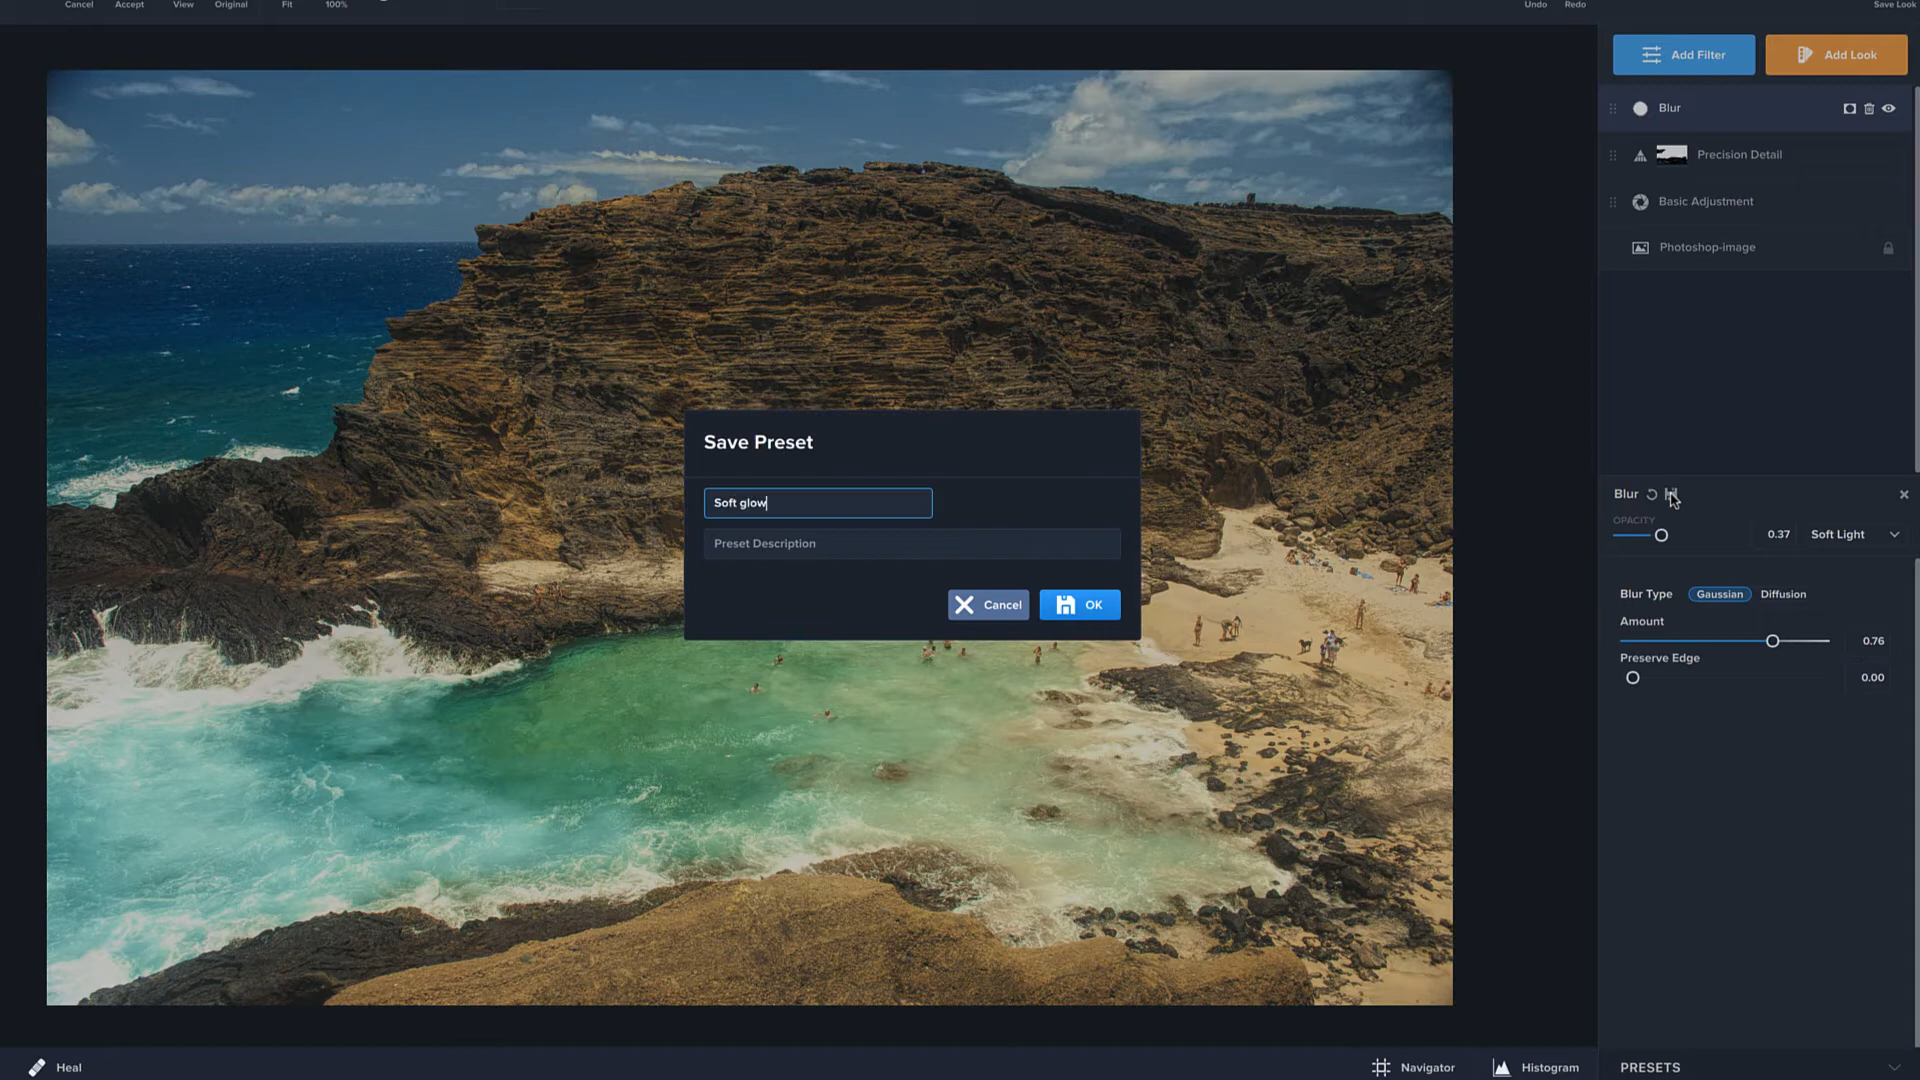 Cancel Accept View Original Fit 100% Undo Redo Save Look
Add Filter Add Look
Blur
Precision Detail
Basic Adjustment
Photoshop-image
Save Preset
Soft glow
Preset Description
Cancel OK
Blur
OPACITY
0.37 Soft Light
Blur Type Gaussian Diffusion
Amount
0.76
Preserve Edge
0.00
Heal Navigator Histogram PRESETS